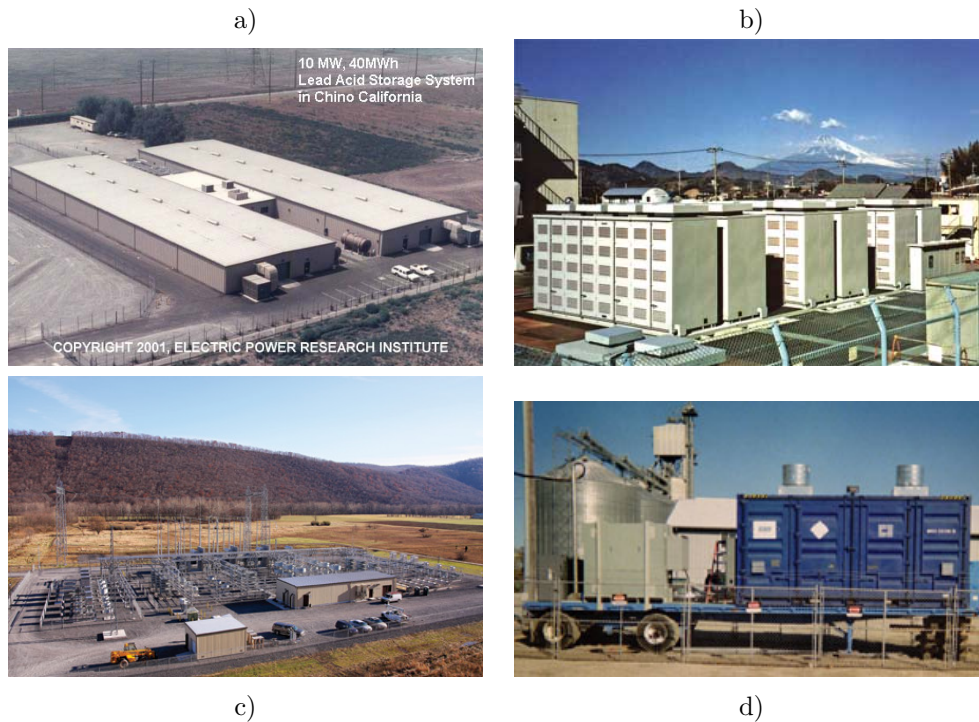 a)
b)
10 MW, 40MWh
Lead Acid Storage System
in Chino California
COPYRIGHT 2001, ELECTRIC POWER RESEARCH INSTITUTE
c)
d)